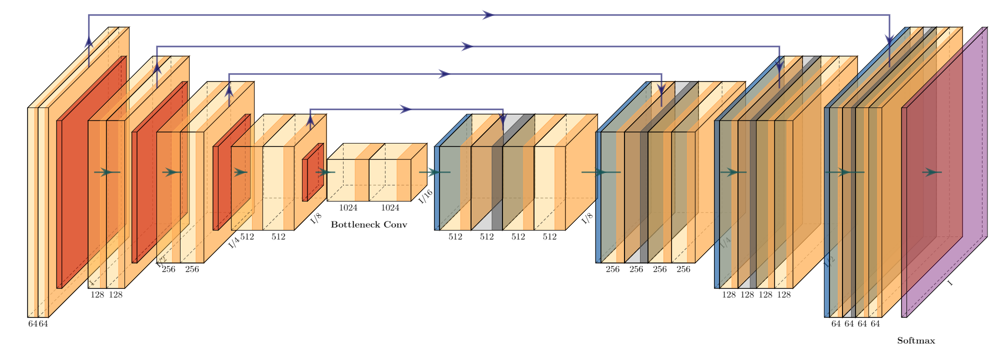 64 64
I
128 128
I/2
256 256
I/4
512 512
I/8
1024 1024
I/16
Bottleneck Conv
512 512 512 512
I/8
256 256 256 256
I/4
128 128 128 128
I/2
64 64 64 64
I
Softmax